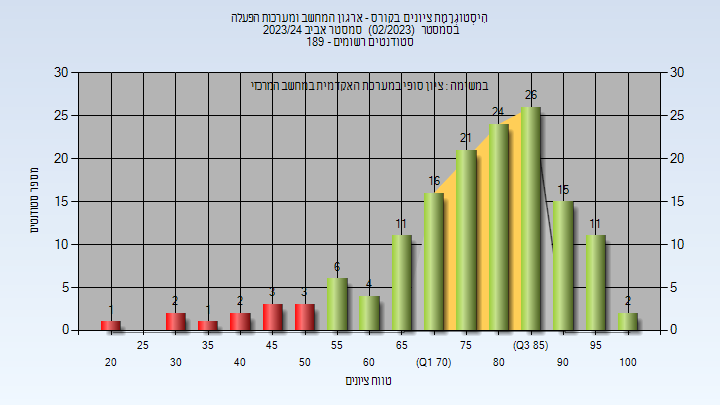 היסטוגרמת ציונים בקורס - ארגון המחשב ומערכות הפעלה
בסמסטר (02/2023) סמסטר אביב 2023/24
סטודנטים רשומים - 189
במשימה : ציון סופי במערכת האקדמית במחשב המרכזי
30 30
25 25
20 20
15 15
10 10
5 5
0 0
מספר סטודנטים
1 2 1 2 3 3 6 4 11 16 21 24 26 15 11 2
25 35 45 55 65 75 (Q3 85) 95
20 30 40 50 60 (Q1 70) 80 90 100
טווח ציונים